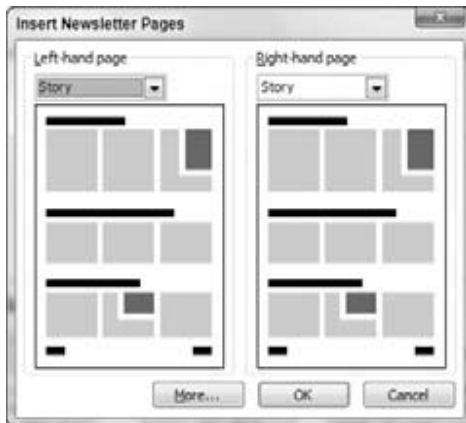 Insert Newsletter Pages
Left-hand page
Right-hand page
Story
Story
More...
OK
Cancel